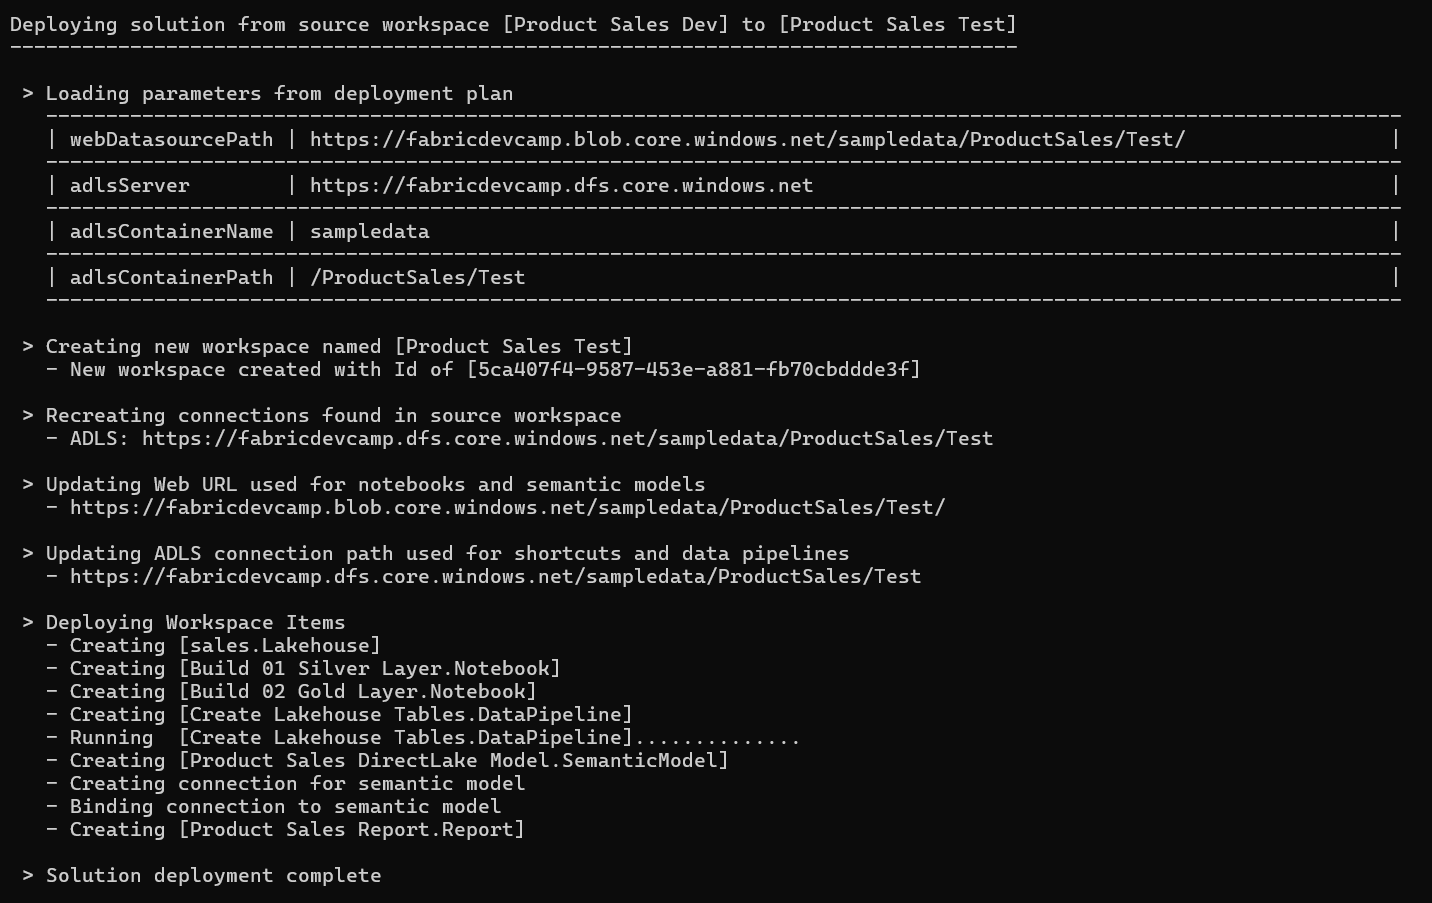 Deploying solution from source workspace [Product Sales Dev] to [Product Sales Test]
------------------------------------------------------------------------------------
> Loading parameters from deployment plan
| webDatasourcePath | https://fabricdevcamp.blob.core.windows.net/sampledata/ProductSales/Test/ |
| adlsServer | https://fabricdevcamp.dfs.core.windows.net |
| adlsContainerName | sampledata |
| adlsContainerPath | /ProductSales/Test |
> Creating new workspace named [Product Sales Test]
- New workspace created with Id of [5ca407f4-9587-453e-a881-fb70cbddde3f]
> Recreating connections found in source workspace
- ADLS: https://fabricdevcamp.dfs.core.windows.net/sampledata/ProductSales/Test
> Updating Web URL used for notebooks and semantic models
- https://fabricdevcamp.blob.core.windows.net/sampledata/ProductSales/Test/
> Updating ADLS connection path used for shortcuts and data pipelines
- https://fabricdevcamp.dfs.core.windows.net/sampledata/ProductSales/Test
> Deploying Workspace Items
- Creating [sales.Lakehouse]
- Creating [Build 01 Silver Layer.Notebook]
- Creating [Build 02 Gold Layer.Notebook]
- Creating [Create Lakehouse Tables.DataPipeline]
- Running  [Create Lakehouse Tables.DataPipeline]..............
- Creating [Product Sales DirectLake Model.SemanticModel]
- Creating connection for semantic model
- Binding connection to semantic model
- Creating [Product Sales Report.Report]
> Solution deployment complete